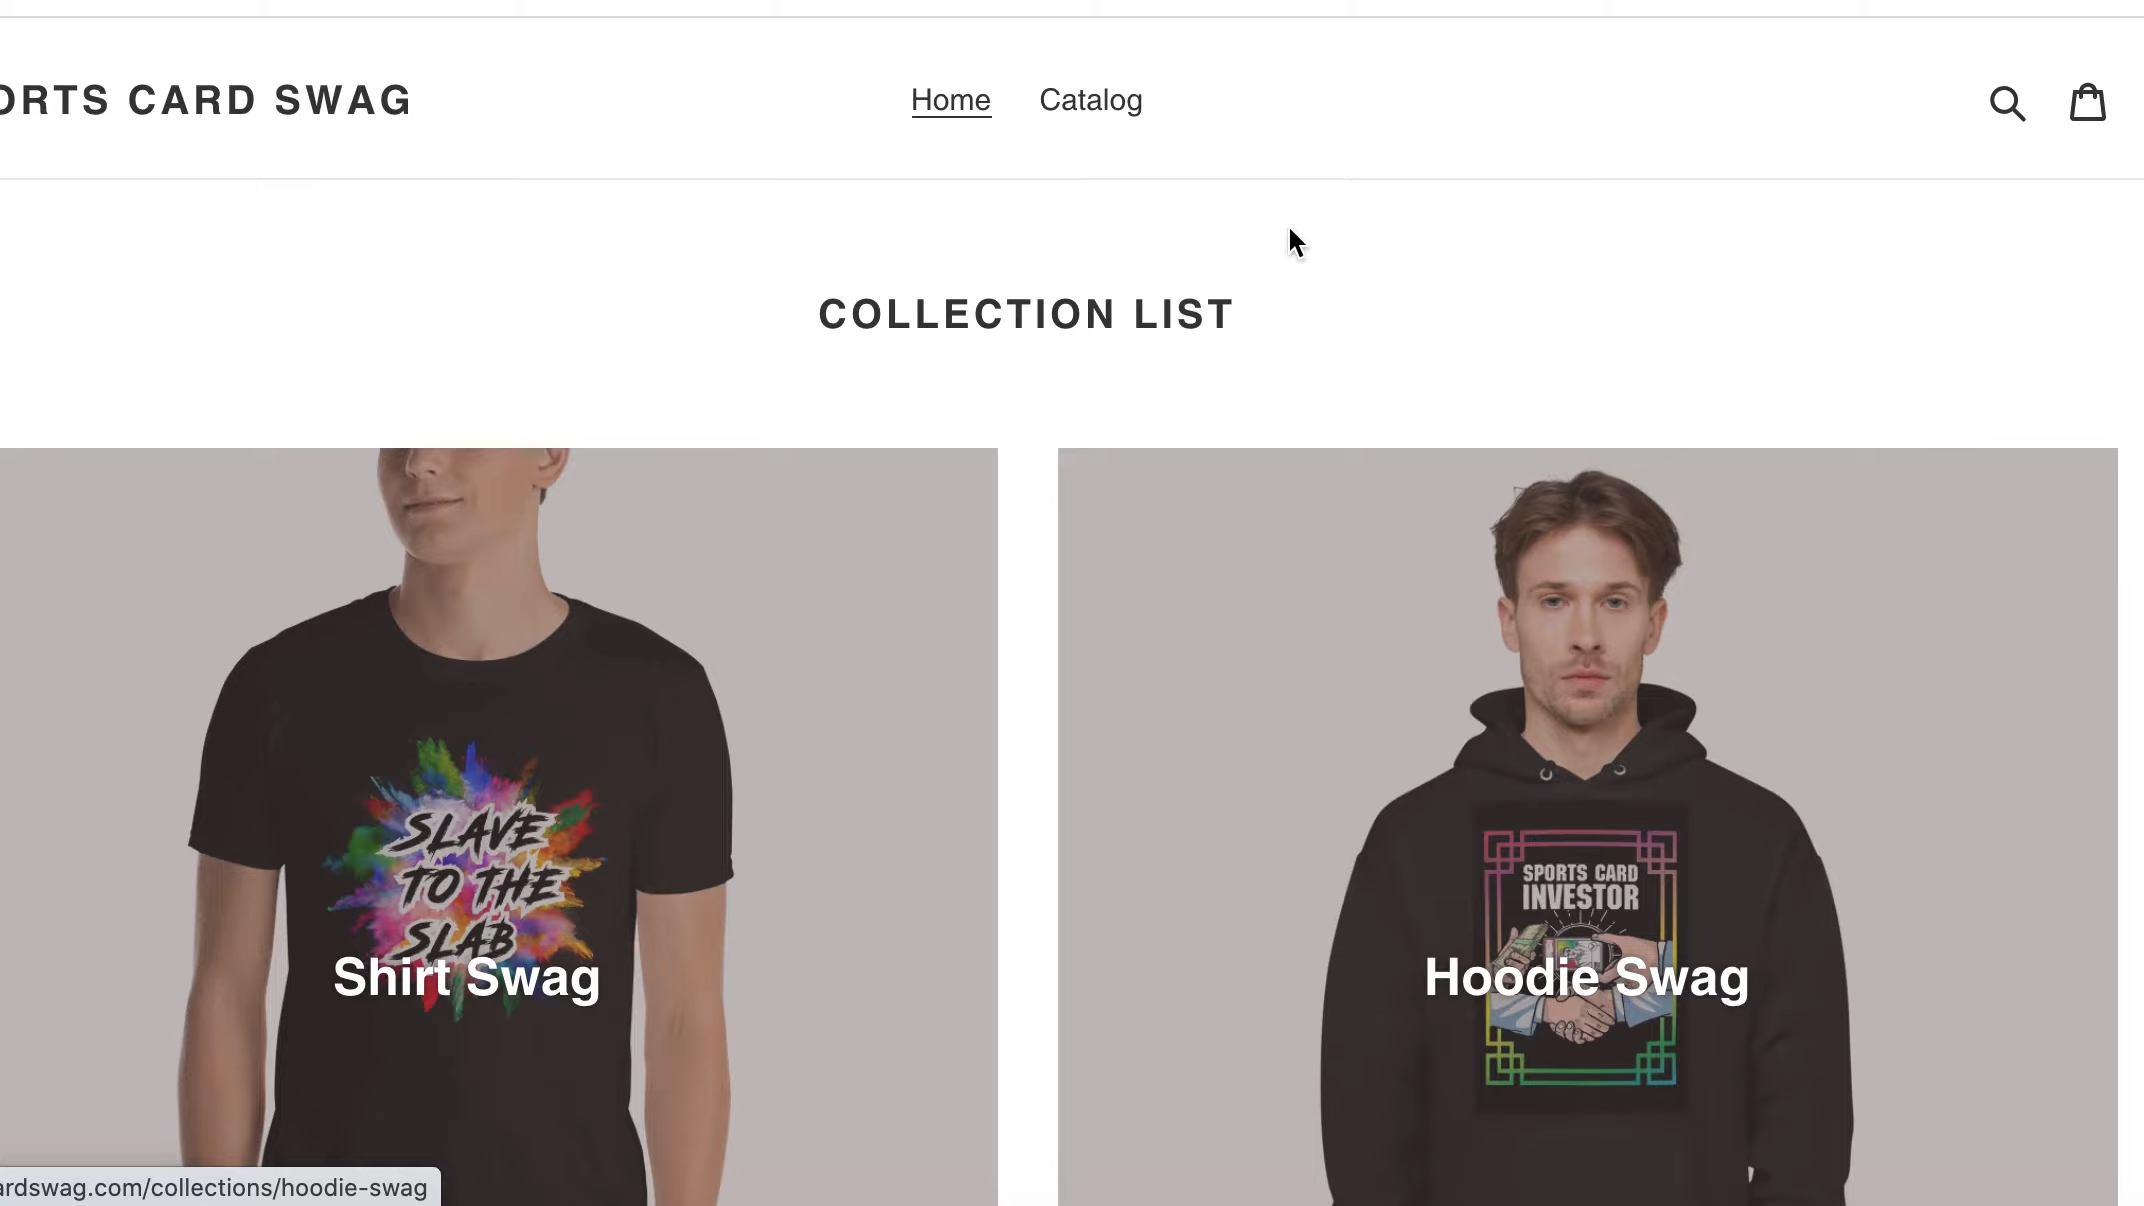 ORTS CARD SWAG
Home
Catalog
COLLECTION LIST
SLAVE
TO THE
SLAB
Shirt Swag
SPORTS CARD
INVESTOR
Hoodie Swag
ardswag.com/collections/hoodie-swag